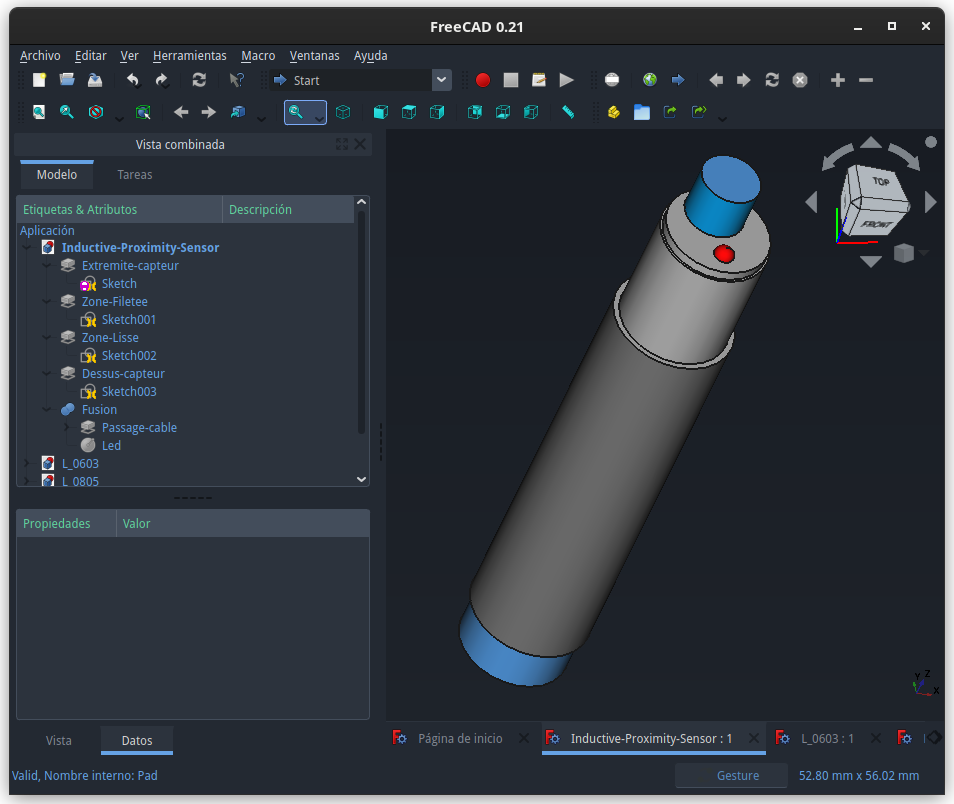 FreeCAD 0.21
Archivo Editar Ver Herramientas Macro Ventanas Ayuda
Start
Vista combinada
Modelo Tareas
Etiquetas & Atributos Descripción
Aplicación
Inductive-Proximity-Sensor
Extremite-capteur
Sketch
Zone-Filetee
Sketch001
Zone-Lisse
Sketch002
Dessus-capteur
Sketch003
Fusion
Passage-cable
Led
L_0603
L_0805
Propiedades Valor
Vista Datos
TOP
FRONT
Y Z
X
Página de inicio Inductive-Proximity-Sensor : 1 L_0603 : 1
Valid, Nombre interno: Pad Gesture 52.80 mm x 56.02 mm